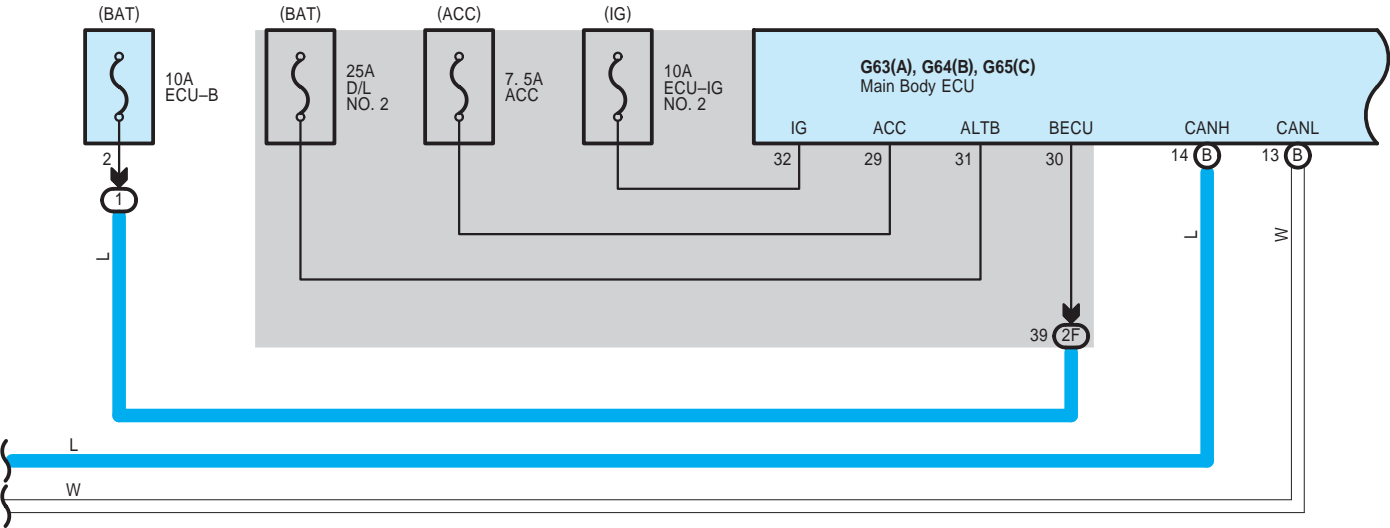 (BAT)
(BAT)
(ACC)
(IG)
10A
ECU–B
25A
D/L
NO. 2
7. 5A
ACC
10A
ECU–IG
NO. 2
G63(A), G64(B), G65(C)
Main Body ECU
IG
ACC
ALTB
BECU
CANH
CANL
2
32
29
31
30
14
B
13
B
1
L
L
W
39
2F
L
W